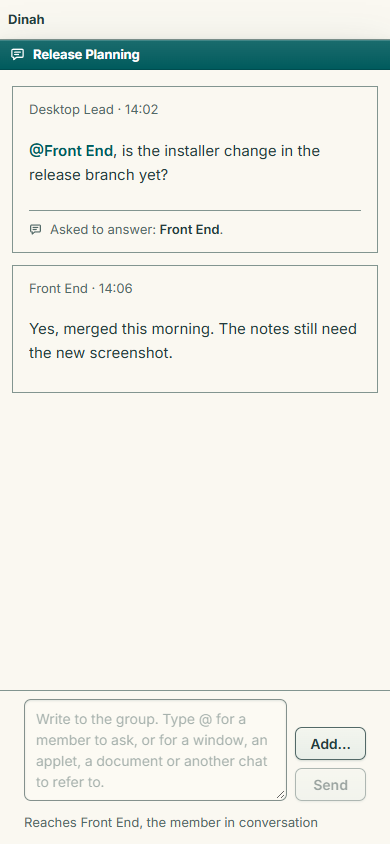 Dinah
Release Planning
Desktop Lead · 14:02
@Front End, is the installer change in the
release branch yet?
Asked to answer: Front End.
Front End · 14:06
Yes, merged this morning. The notes still need
the new screenshot.
Write to the group. Type @ for a
member to ask, or for a window, an
applet, a document or another chat
to refer to.
Add...
Send
Reaches Front End, the member in conversation